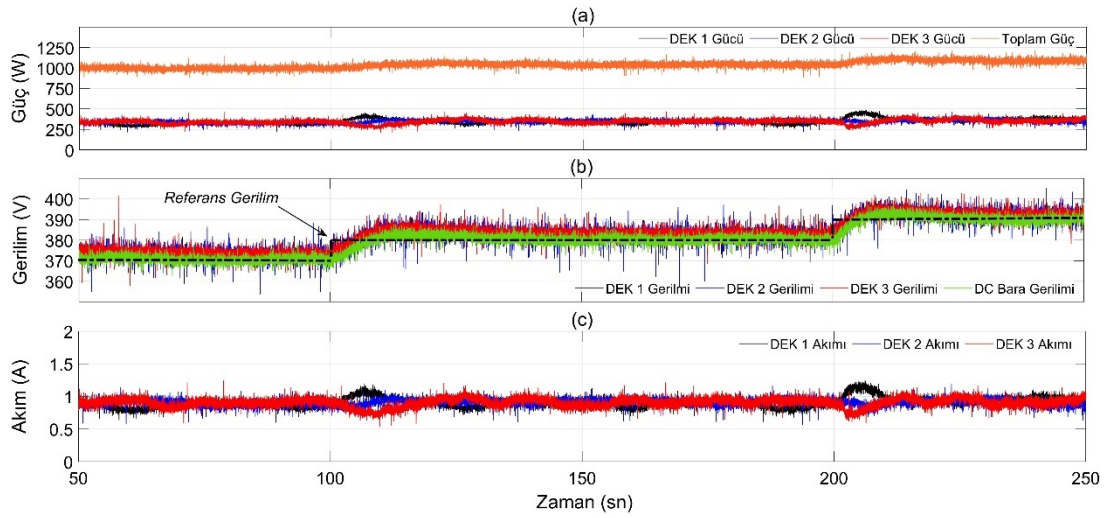 (a)
DEK 1 Gücü DEK 2 Gücü DEK 3 Gücü Toplam Güç
Güç (W)
1250
1000
750
500
250
0
(b)
Referans Gerilim
Gerilim (V)
400
390
380
370
360
DEK 1 Gerilmi DEK 2 Gerilimi DEK 3 Gerilimi DC Bara Gerilimi
(c)
DEK 1 Akımı DEK 2 Akımı DEK 3 Akımı
Akım (A)
2
1.5
1
0.5
0
50 100 150 200 250
Zaman (sn)